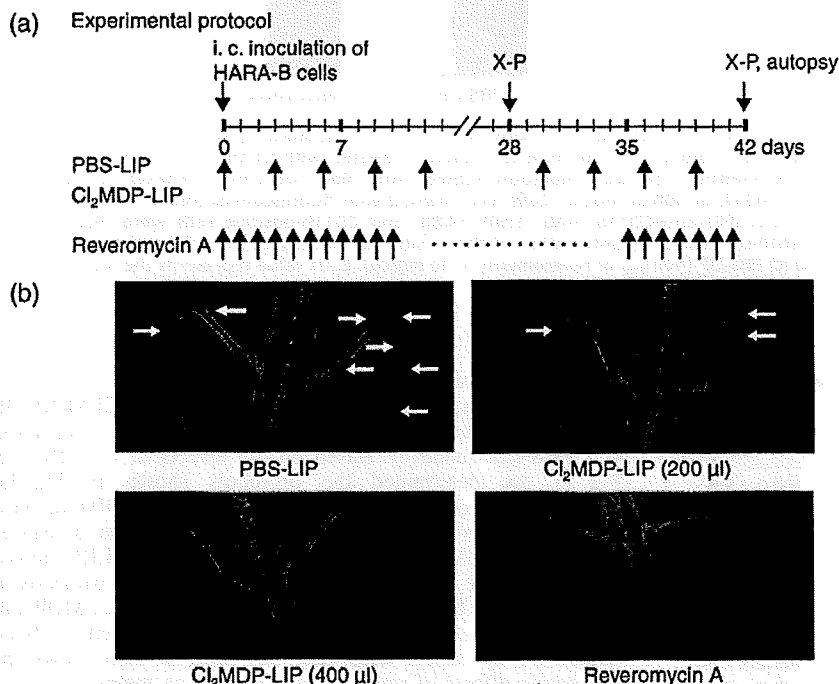 (a) Experimental protocol
i. c. inoculation of
HARA-B cells
X-P
X-P, autopsy
0 7 28 35 42 days
PBS-LIP
Cl₂MDP-LIP
Reveromycin A
(b)
PBS-LIP
Cl₂MDP-LIP (200 µl)
Cl₂MDP-LIP (400 µl)
Reveromycin A